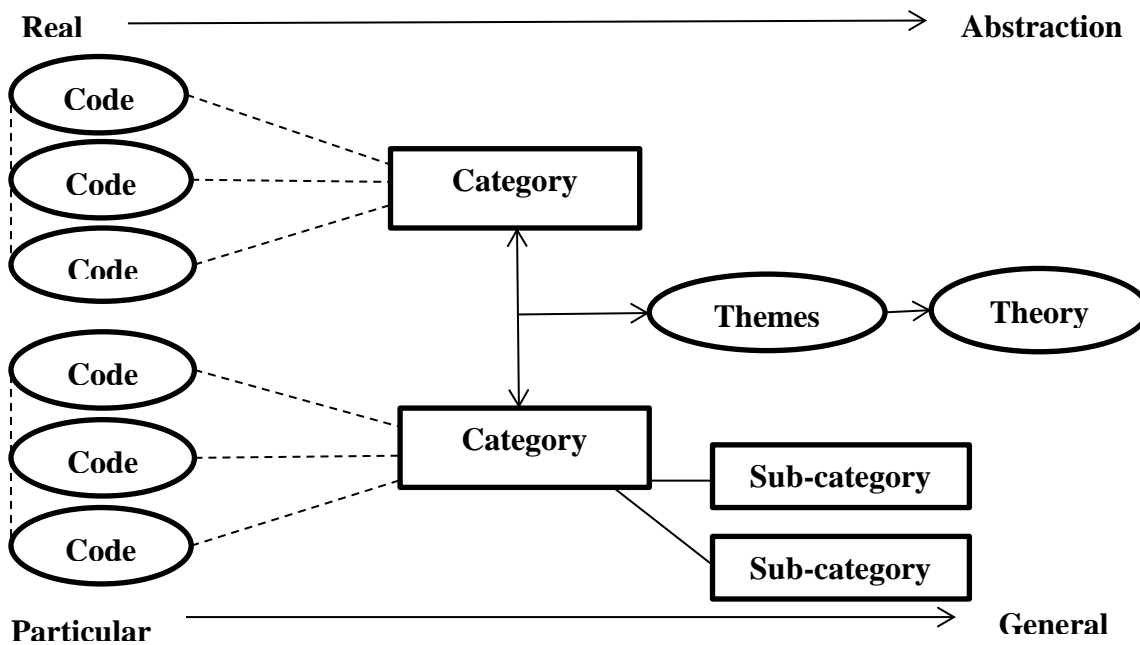 Real
Abstraction
Code
Code
Category
Code
Themes
Theory
Code
Category
Code
Sub-category
Code
Sub-category
Particular
General